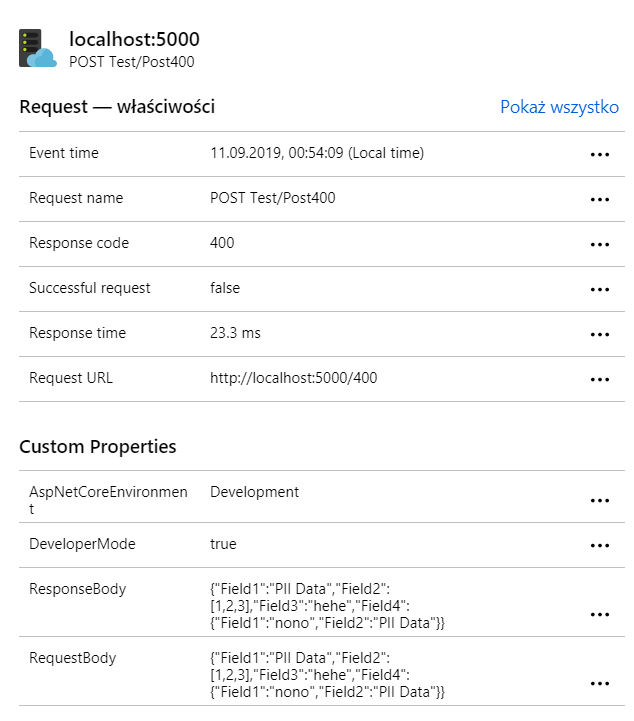 localhost:5000
POST Test/Post400
Request — właściwości Pokaż wszystko
Event time 11.09.2019, 00:54:09 (Local time)
Request name POST Test/Post400
Response code 400
Successful request false
Response time 23.3 ms
Request URL http://localhost:5000/400
Custom Properties
AspNetCoreEnvironmen Development
t
DeveloperMode true
ResponseBody {"Field1":"PII Data","Field2":
[1,2,3],"Field3":"hehe","Field4":
{"Field1":"nono","Field2":"PII Data"}}
RequestBody {"Field1":"PII Data","Field2":
[1,2,3],"Field3":"hehe","Field4":
{"Field1":"nono","Field2":"PII Data"}}